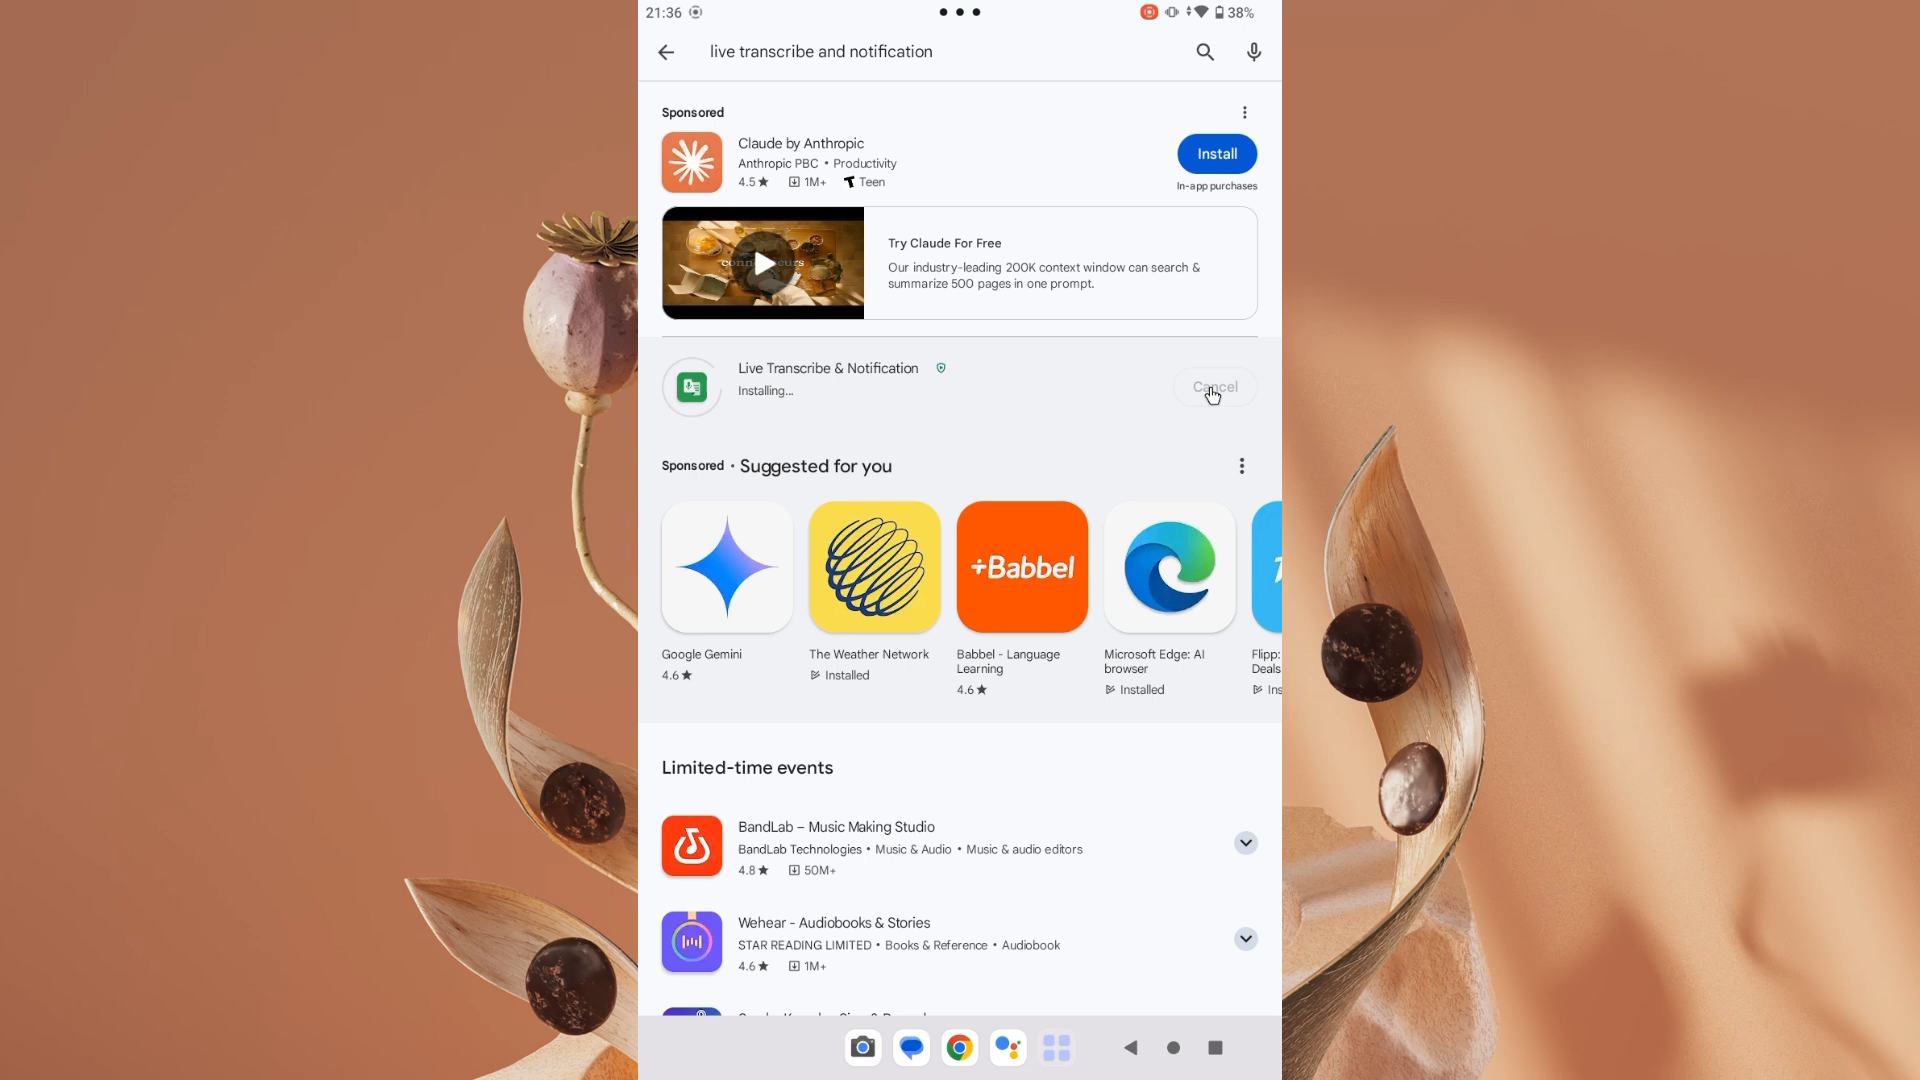 21:36 38%
live transcribe and notification
Sponsored
Claude by Anthropic
Anthropic PBC • Productivity
4.5★ 1M+ Teen
Install
In-app purchases
Try Claude For Free
Our industry-leading 200K context window can search &
summarize 500 pages in one prompt.
Live Transcribe & Notification
Installing...
Cancel
Sponsored • Suggested for you
+Babbel
Google Gemini
4.6★
The Weather Network
Installed
Babbel - Language
Learning
4.6★
Microsoft Edge: AI
browser
Installed
Flipp:
Deals
Limited-time events
BandLab – Music Making Studio
BandLab Technologies • Music & Audio • Music & audio editors
4.8★ 50M+
Wehear - Audiobooks & Stories
STAR READING LIMITED • Books & Reference • Audiobook
4.6★ 1M+